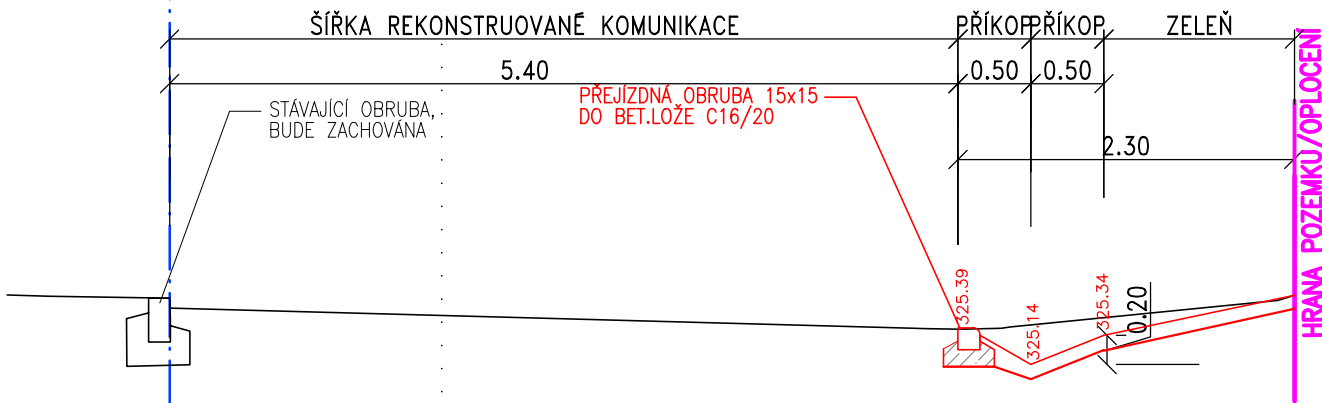 ŠÍŘKA REKONSTRUOVANÉ KOMUNIKACE
PŘÍKOP
PŘÍKOP
ZELEŇ
5.40
0.50
0.50
STÁVAJÍCÍ OBRUBA,
BUDE ZACHOVÁNA
PŘEJÍZDNÁ OBRUBA 15x15
DO BET.LOŽE C16/20
2.30
325.39
325.14
325.34
0.20
HRANA POZEMKU/OPLOCENÍ